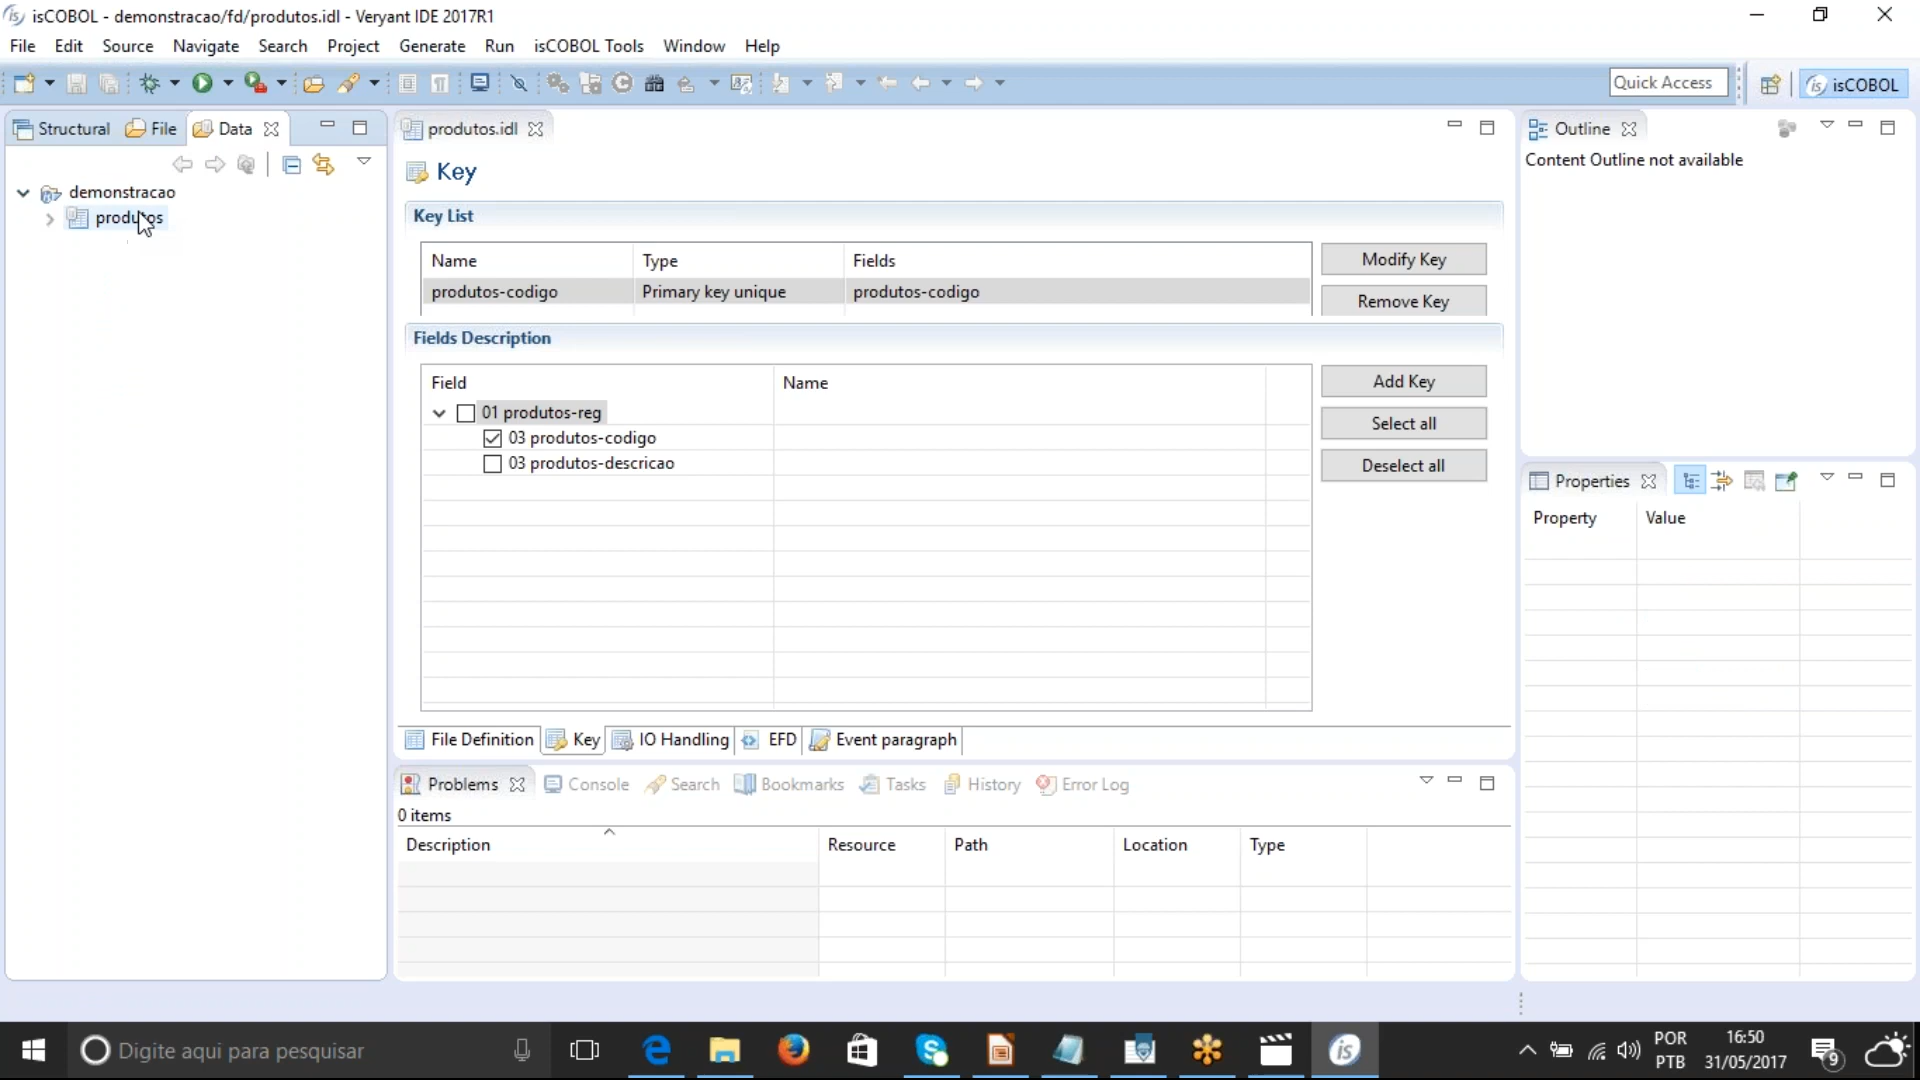 isCOBOL - demonstracao/fd/produtos.idl - Veryant IDE 2017R1
File Edit Source Navigate Search Project Generate Run isCOBOL Tools Window Help
Quick Access
isCOBOL
Structural File Data
demonstracao
produtos
produtos.idl
Key
Key List
Name Type Fields
produtos-codigo Primary key unique produtos-codigo
Modify Key
Remove Key
Fields Description
Field Name
01 produtos-reg
03 produtos-codigo
03 produtos-descricao
Add Key
Select all
Deselect all
File Definition Key IO Handling EFD Event paragraph
Problems Console Search Bookmarks Tasks History Error Log
0 items
Description Resource Path Location Type
Outline
Content Outline not available
Properties
Property Value
Digite aqui para pesquisar
is
POR
PTB
16:50
31/05/2017
9